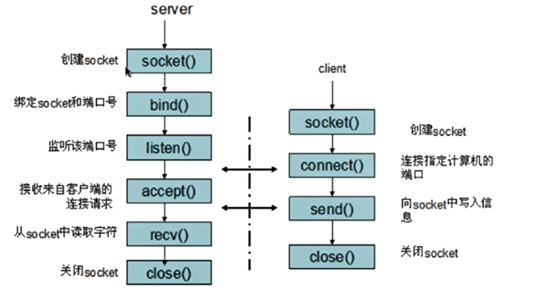 server
创建socket
socket()
绑定socket和端口号
bind()
监听该端口号
listen()
接收来自客户端的
连接请求
accept()
从socket中读取字符
recv()
关闭socket
close()
client
socket()
创建socket
connect()
连接指定计算机的
端口
send()
向socket中写入信
息
close()
关闭socket